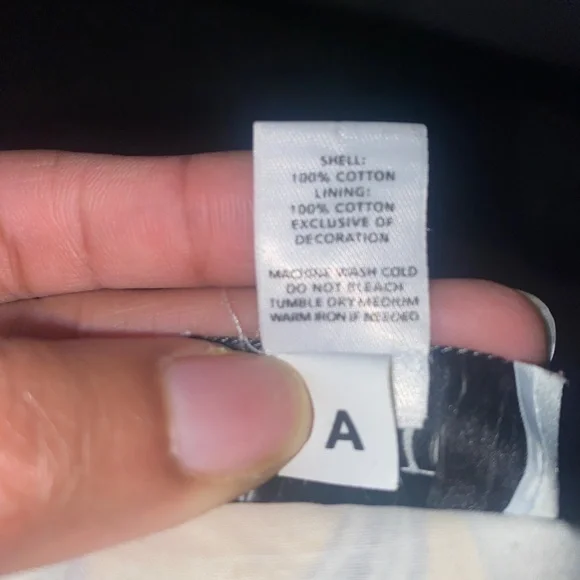 SHELL:
100% COTTON
LINING:
100% COTTON
EXCLUSIVE OF
DECORATION
MACHINE WASH COLD
DO NOT BLEACH
TUMBLE DRY MEDIUM
WARM IRON IF NEEDED
A